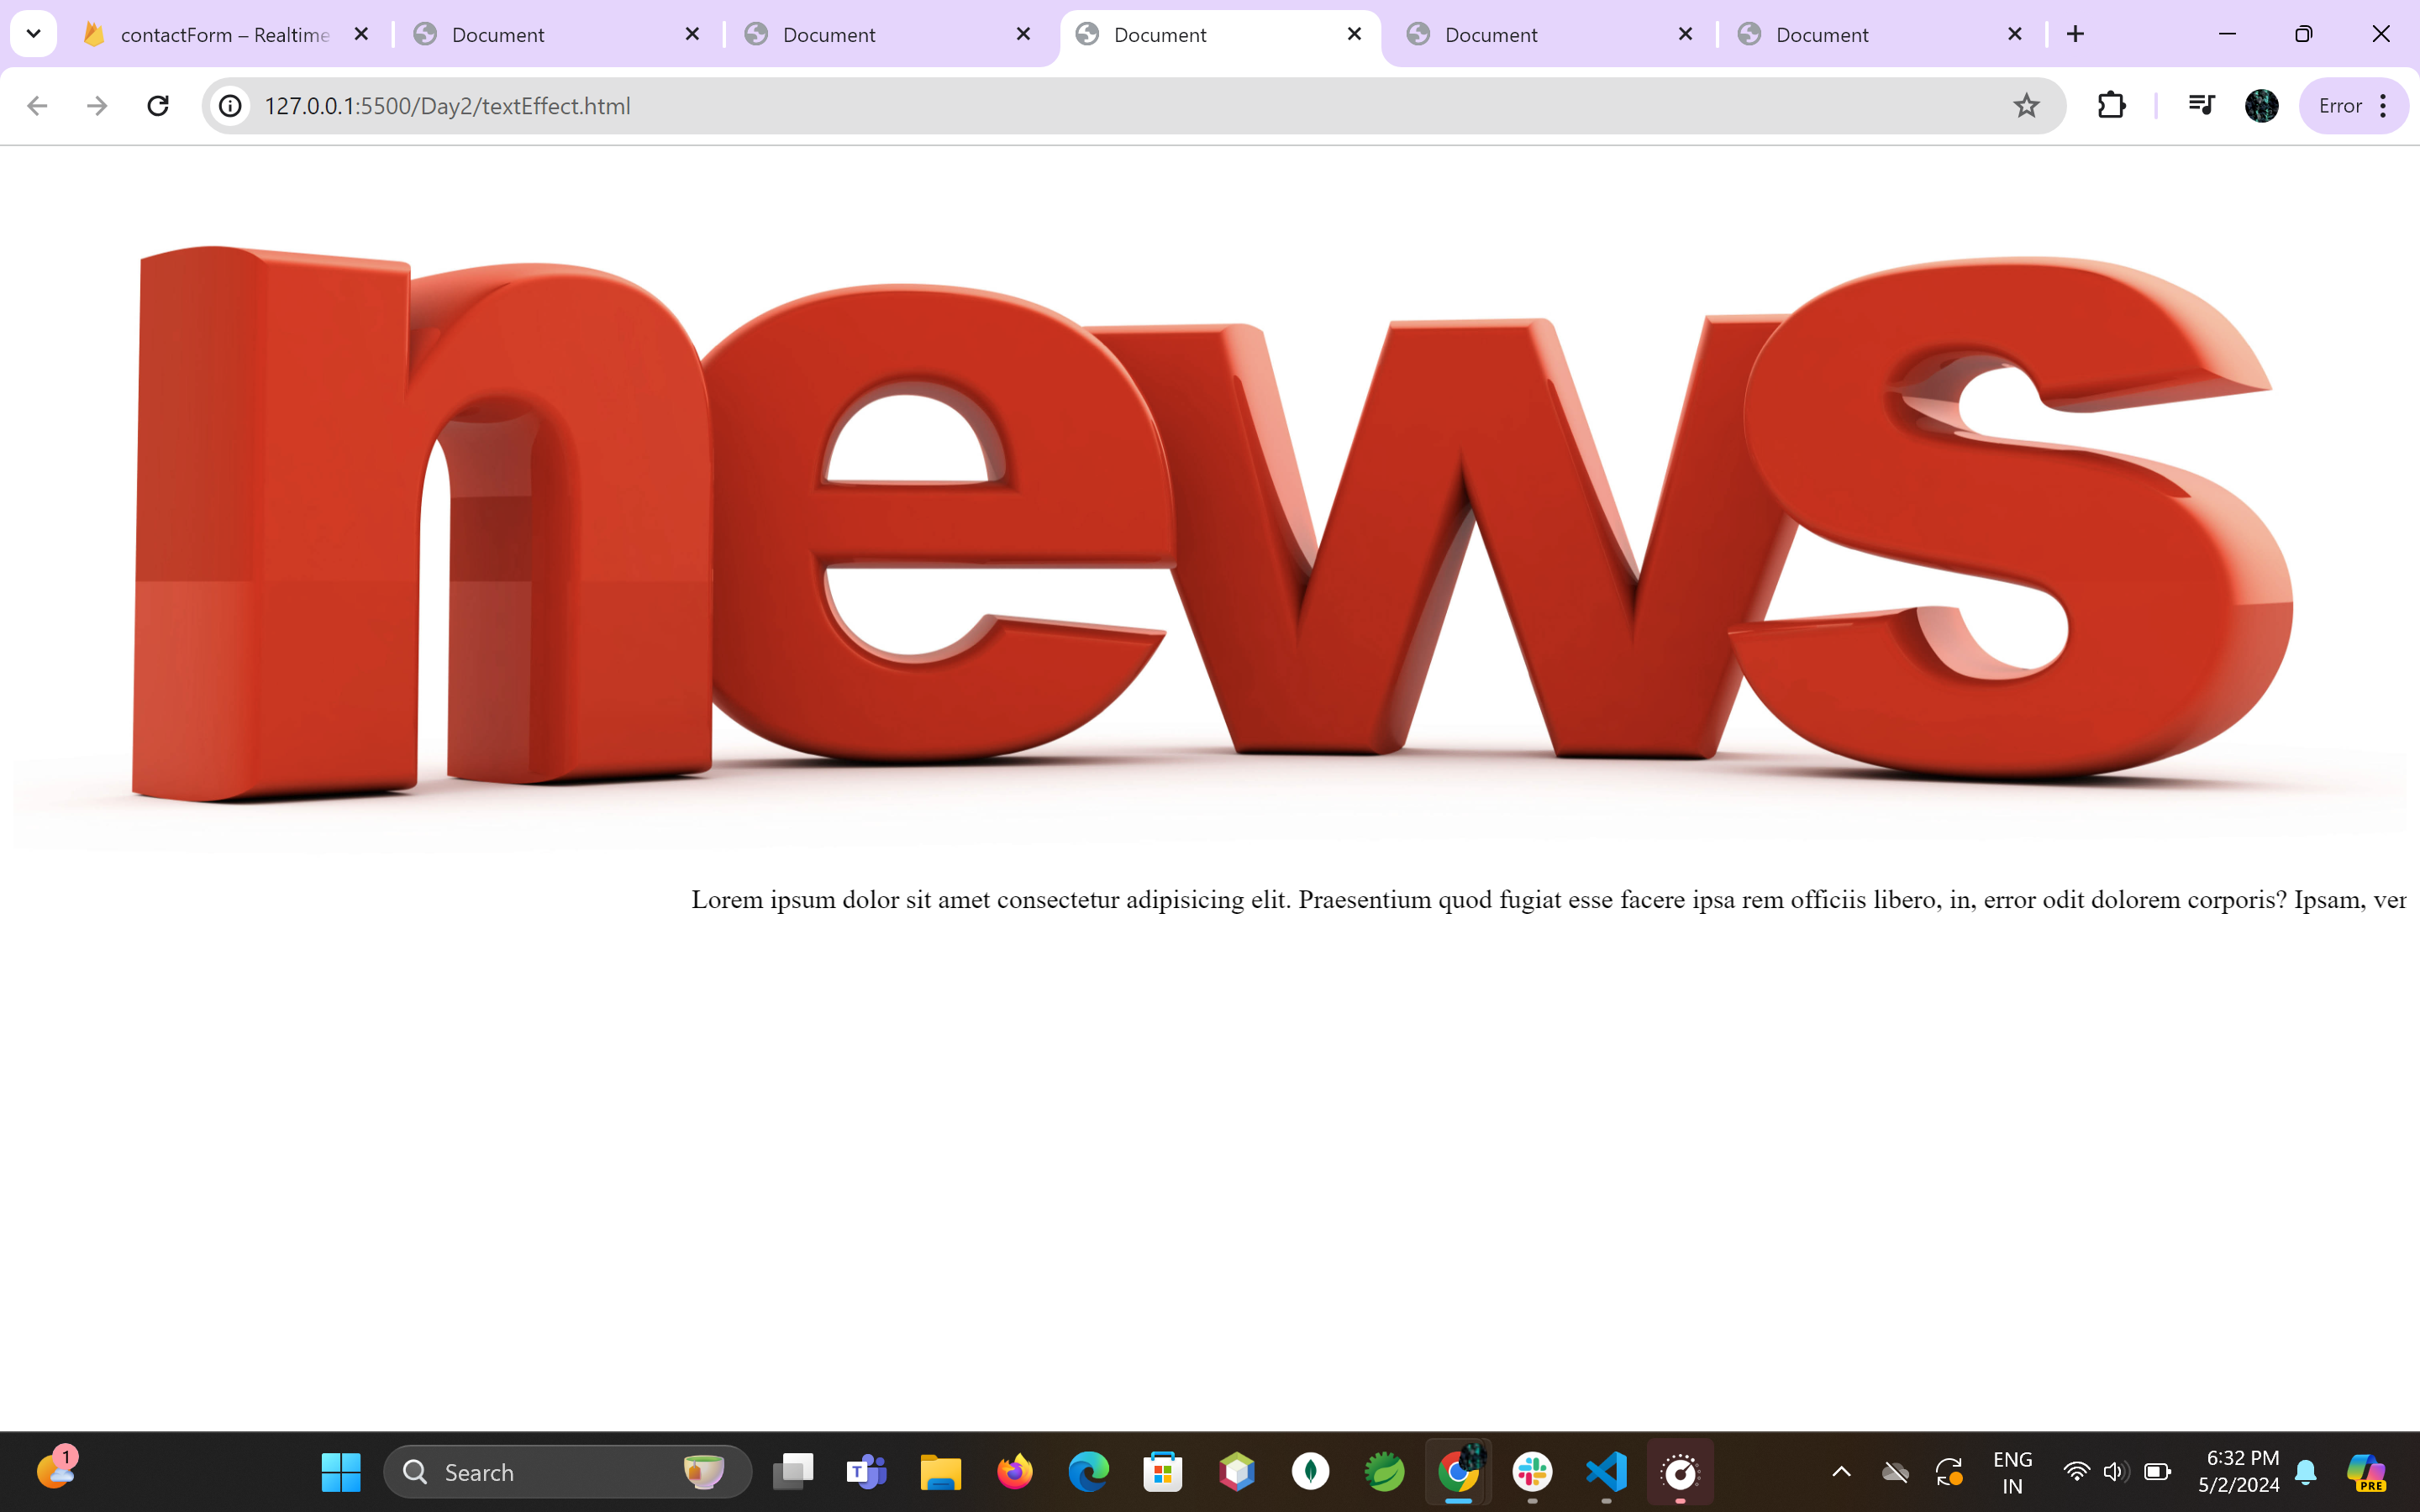 contactForm – Realtime
Document
Document
Document
Document
Document
127.0.0.1:5500/Day2/textEffect.html
Error
news
Lorem ipsum dolor sit amet consectetur adipisicing elit. Praesentium quod fugiat esse facere ipsa rem officiis libero, in, error odit dolorem corporis? Ipsam, ver
1
Search
T
ENG
IN
6:32 PM
5/2/2024
PRE